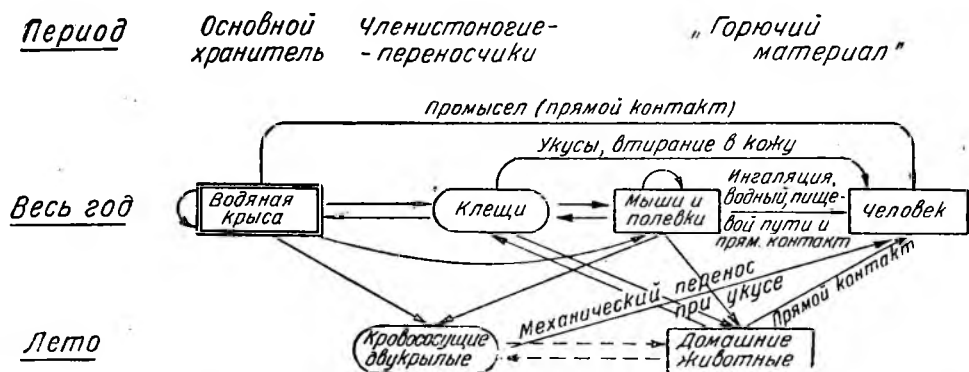 Период
Основной
хранитель
Членистоногие-
-переносчики
„Горючий
материал"
Промысел (прямой контакт)
Укусы, втирание в кожу
Весь год
Водяная
крыса
Клещи
Мыши и
полевки
Ингаляция,
водный, пище-
вой пути и
прям. контакт
Человек
Механический перенос
при укусе
Прямой контакт
Лето
Кровососущие
двукрылые
Домашние
животные